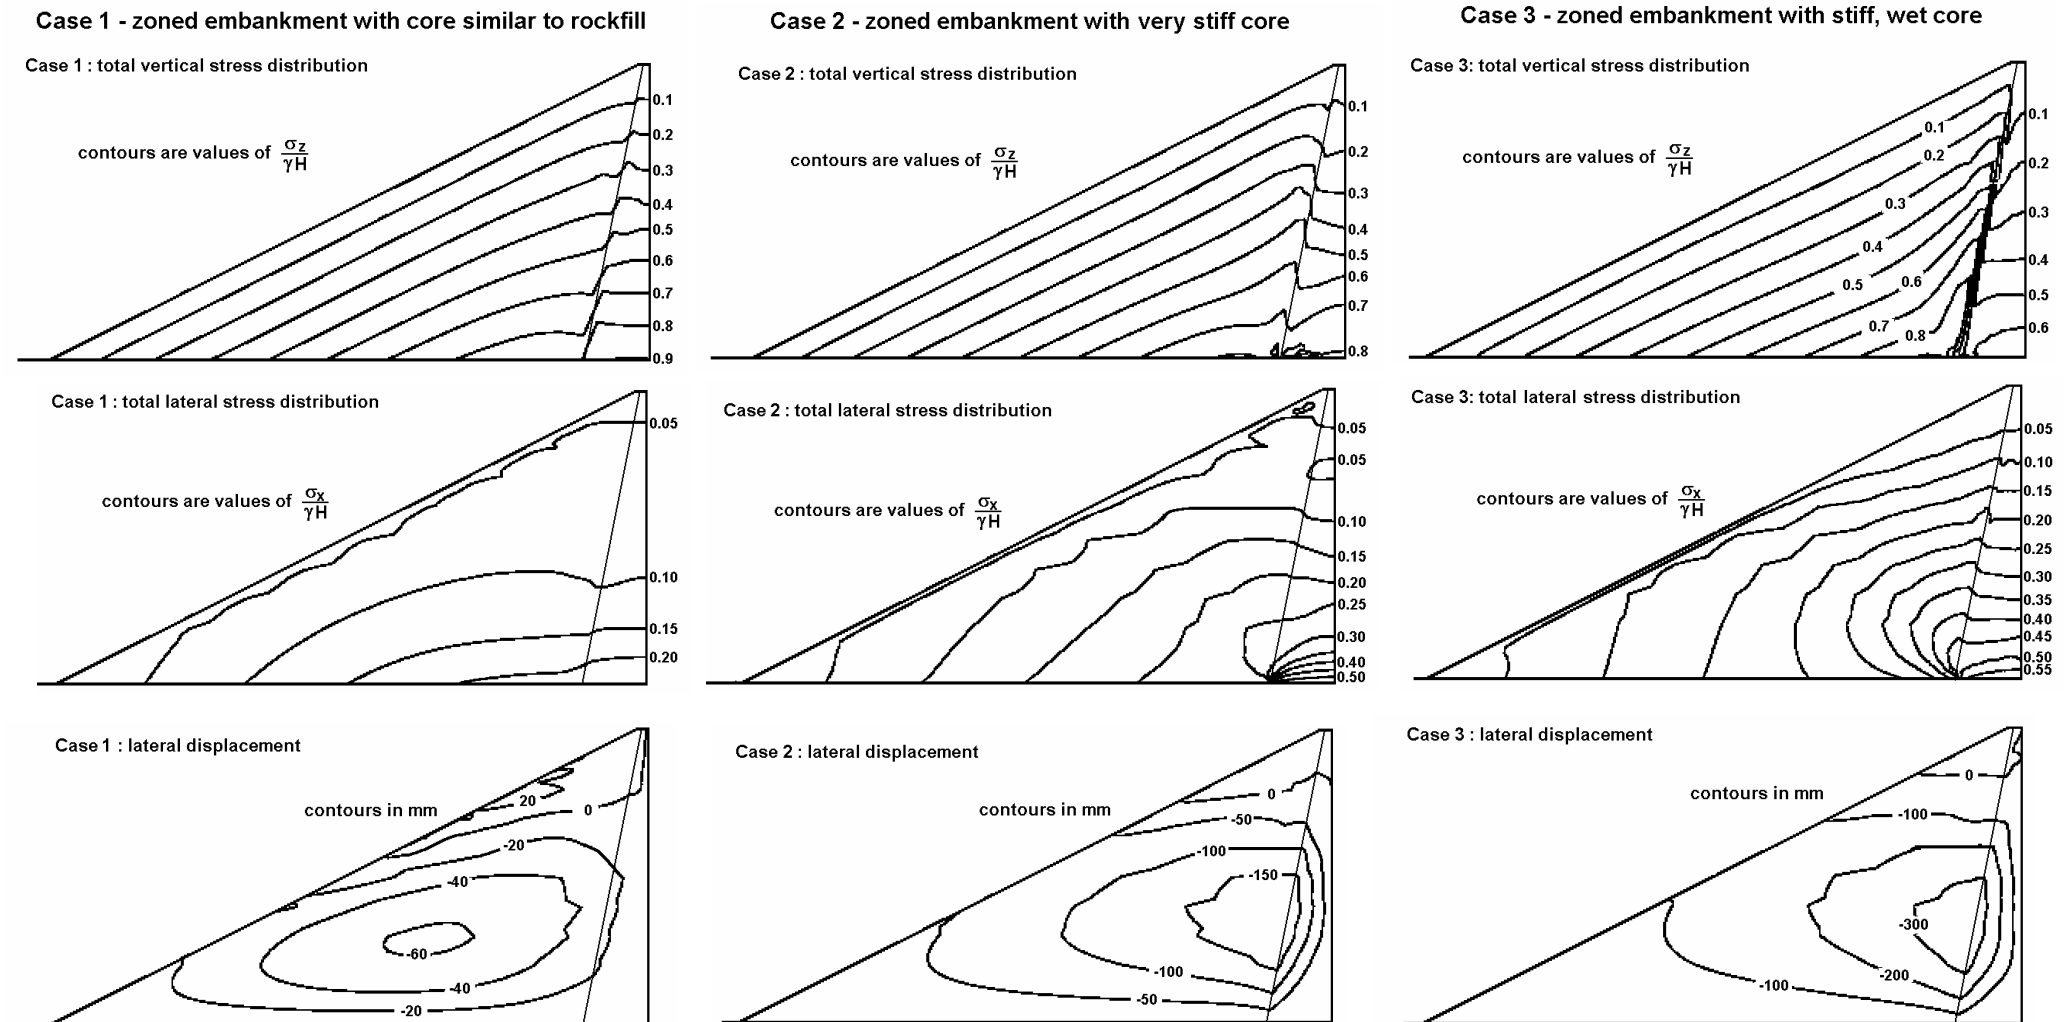 Case 1 - zoned embankment with core similar to rockfill
Case 1 : total vertical stress distribution
contours are values of σz
γH
0.1
0.2
0.3
0.4
0.5
0.6
0.7
0.8
0.9
Case 1 : total lateral stress distribution
contours are values of σx
γH
0.05
0.10
0.15
0.20
Case 1 : lateral displacement
contours in mm
20
0
-20
-40
-60
-40
-20
Case 2 - zoned embankment with very stiff core
Case 2 : total vertical stress distribution
contours are values of σz
γH
0.1
0.2
0.3
0.4
0.5
0.6
0.7
0.8
Case 2 : total lateral stress distribution
contours are values of σx
γH
0.05
0.05
0.10
0.15
0.20
0.25
0.30
0.40
0.50
Case 2 : lateral displacement
contours in mm
0
-50
-100
-150
-100
-50
Case 3 - zoned embankment with stiff, wet core
Case 3: total vertical stress distribution
contours are values of σz
γH
0.1
0.2
0.3
0.4
0.5
0.6
0.7
0.8
0.1
0.2
0.3
0.4
0.5
0.6
Case 3: total lateral stress distribution
contours are values of σx
γH
0.05
0.10
0.15
0.20
0.25
0.30
0.35
0.40
0.45
0.50
0.55
Case 3 : lateral displacement
contours in mm
0
-100
-300
-200
-100